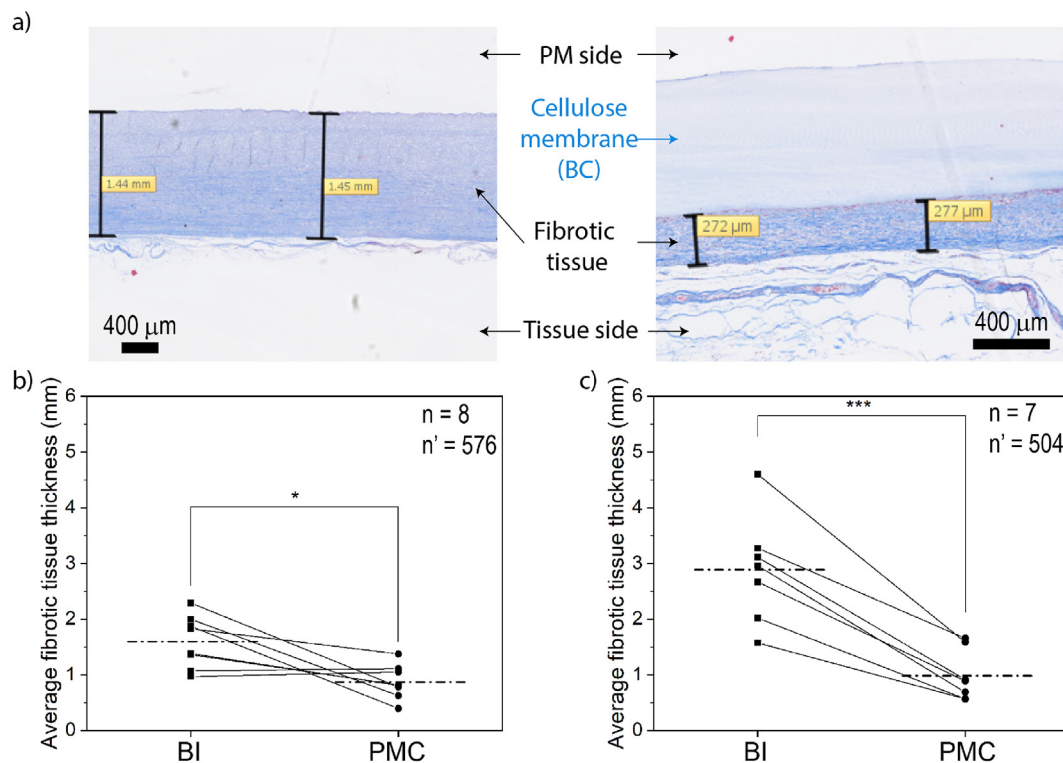 a)
PM side
Cellulose
membrane
(BC)
Fibrotic
tissue
Tissue side
1.44 mm
1.45 mm
400 μm
272 µm
277 µm
400 μm
b)
Average fibrotic tissue thickness (mm)
6
5
4
3
2
1
0
*
n = 8
n' = 576
BI
PMC
c)
Average fibrotic tissue thickness (mm)
6
5
4
3
2
1
0
***
n = 7
n' = 504
BI
PMC